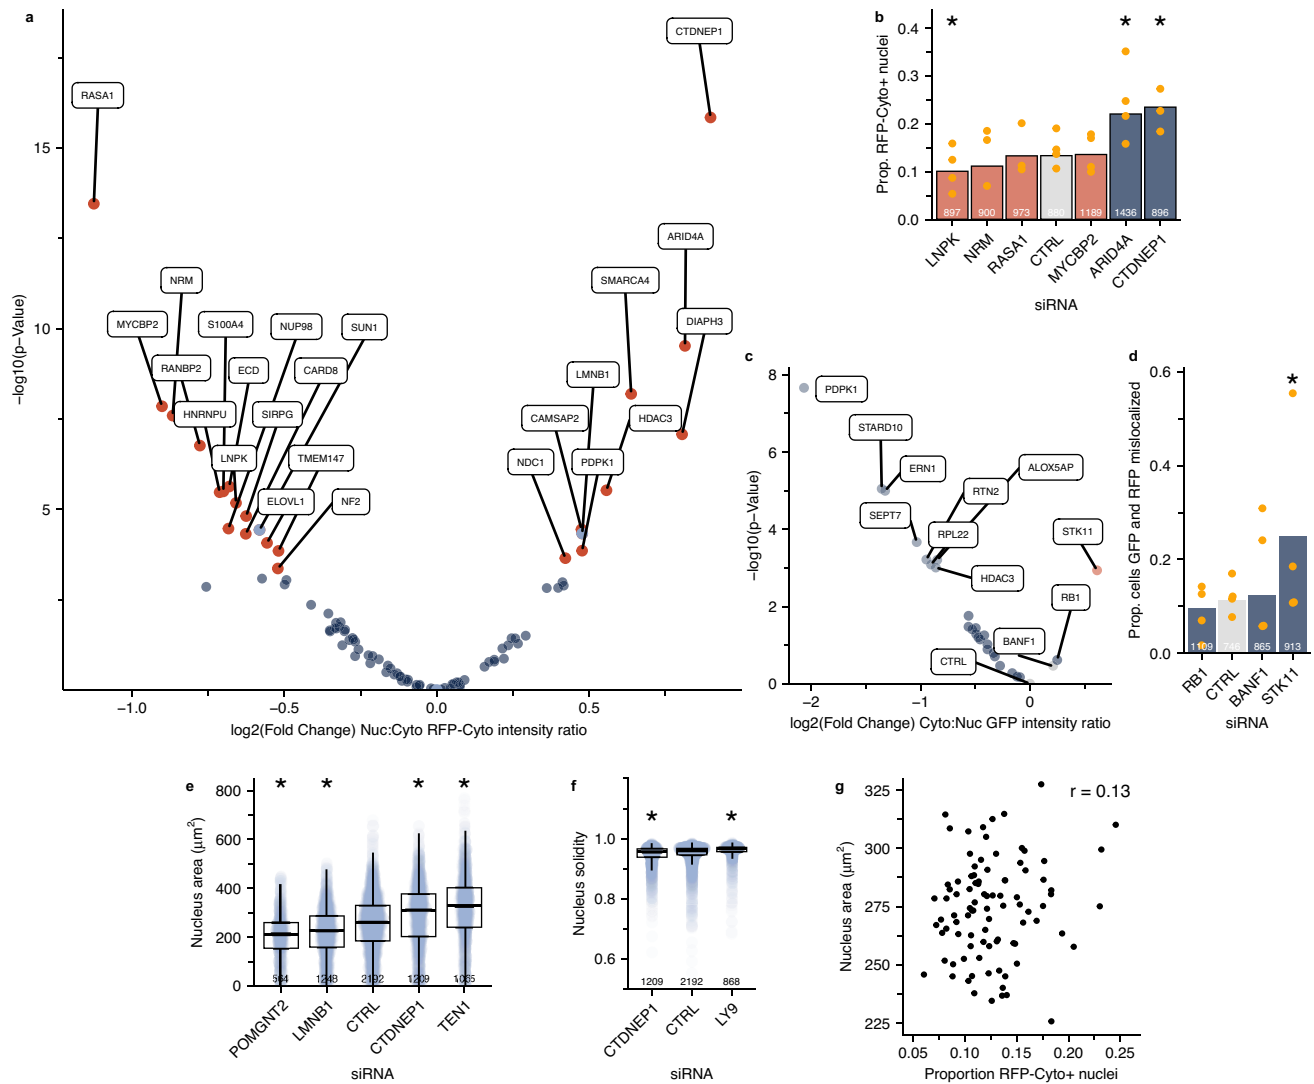 a
CTDNEP1
RASA1
ARID4A
NRM
SMARCA4
MYCBP2
S100A4
NUP98
SUN1
DIAPH3
RANBP2
ECD
CARD8
LMNB1
HNRNPU
SIRPG
CAMSAP2
HDAC3
LNPK
TMEM147
NDC1
PDPK1
ELOVL1
NF2
15
10
5
−log10(p−Value)
−1.0
−0.5
0.0
0.5
log2(Fold Change) Nuc:Cyto RFP-Cyto intensity ratio
b
* * *
0.4
0.3
0.2
0.1
0.0
Prop. RFP-Cyto+ nuclei
897 900 973 880 1189 1436 896
LNPK
NRM
RASA1
CTRL
MYCBP2
ARID4A
CTDNEP1
siRNA
c
8
6
4
2
0
−log10(p−Value)
PDPK1
STARD10
ERN1
ALOX5AP
RTN2
SEPT7
RPL22
STK11
HDAC3
RB1
BANF1
CTRL
−2
−1
0
log2(Fold Change) Cyto:Nuc GFP intensity ratio
d
*
0.6
0.4
0.2
0.0
Prop. cells GFP and RFP mislocalized
1109 746 865 913
RB1
CTRL
BANF1
STK11
siRNA
e
* * * *
800
600
400
200
0
Nucleus area (μm²)
564 1248 2192 1209 1065
POMGNT2
LMNB1
CTRL
CTDNEP1
TEN1
siRNA
f
* *
1.0
0.8
0.6
Nucleus solidity
1209 2192 868
CTDNEP1
CTRL
LY9
siRNA
g
r = 0.13
325
300
275
250
225
Nucleus area (μm²)
0.05
0.10
0.15
0.20
0.25
Proportion RFP-Cyto+ nuclei